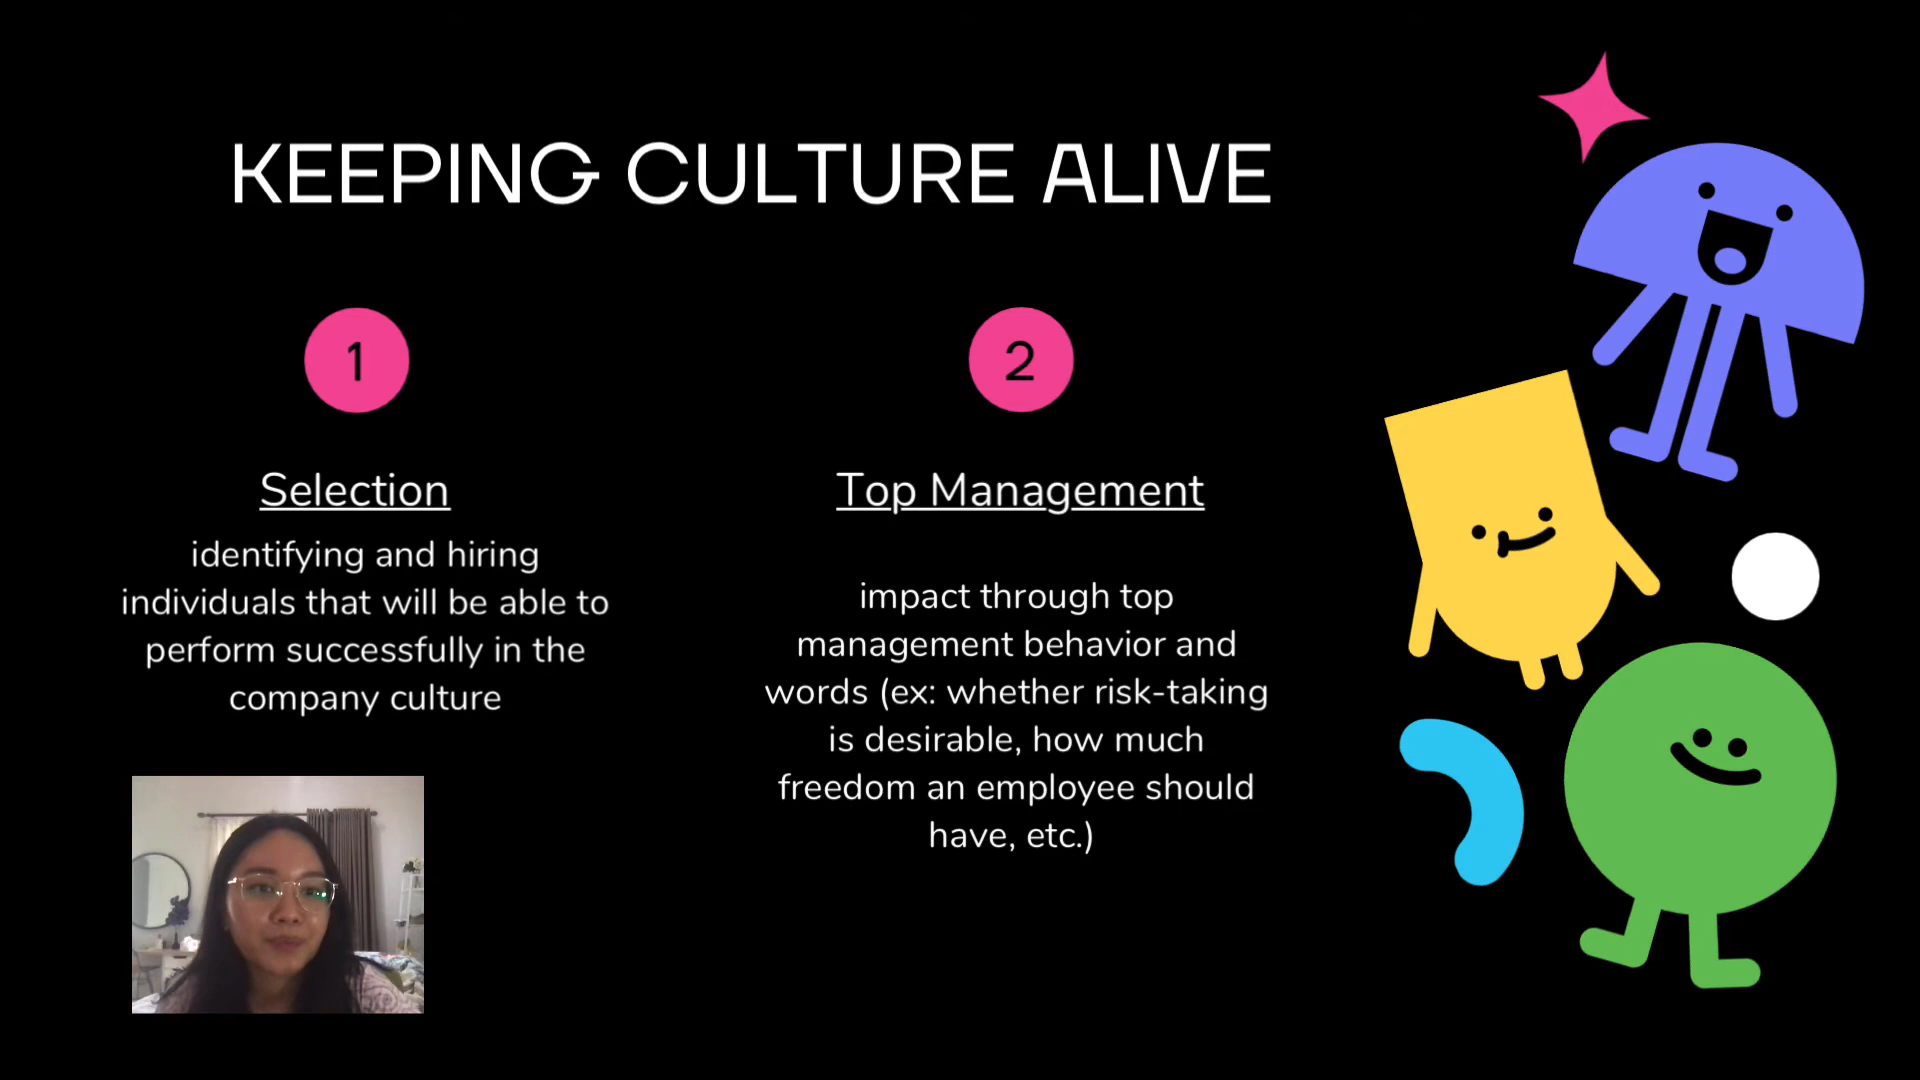 KEEPING CULTURE ALIVE
1
Selection
identifying and hiring
individuals that will be able to
perform successfully in the
company culture
2
Top Management
impact through top
management behavior and
words (ex: whether risk-taking
is desirable, how much
freedom an employee should
have, etc.)